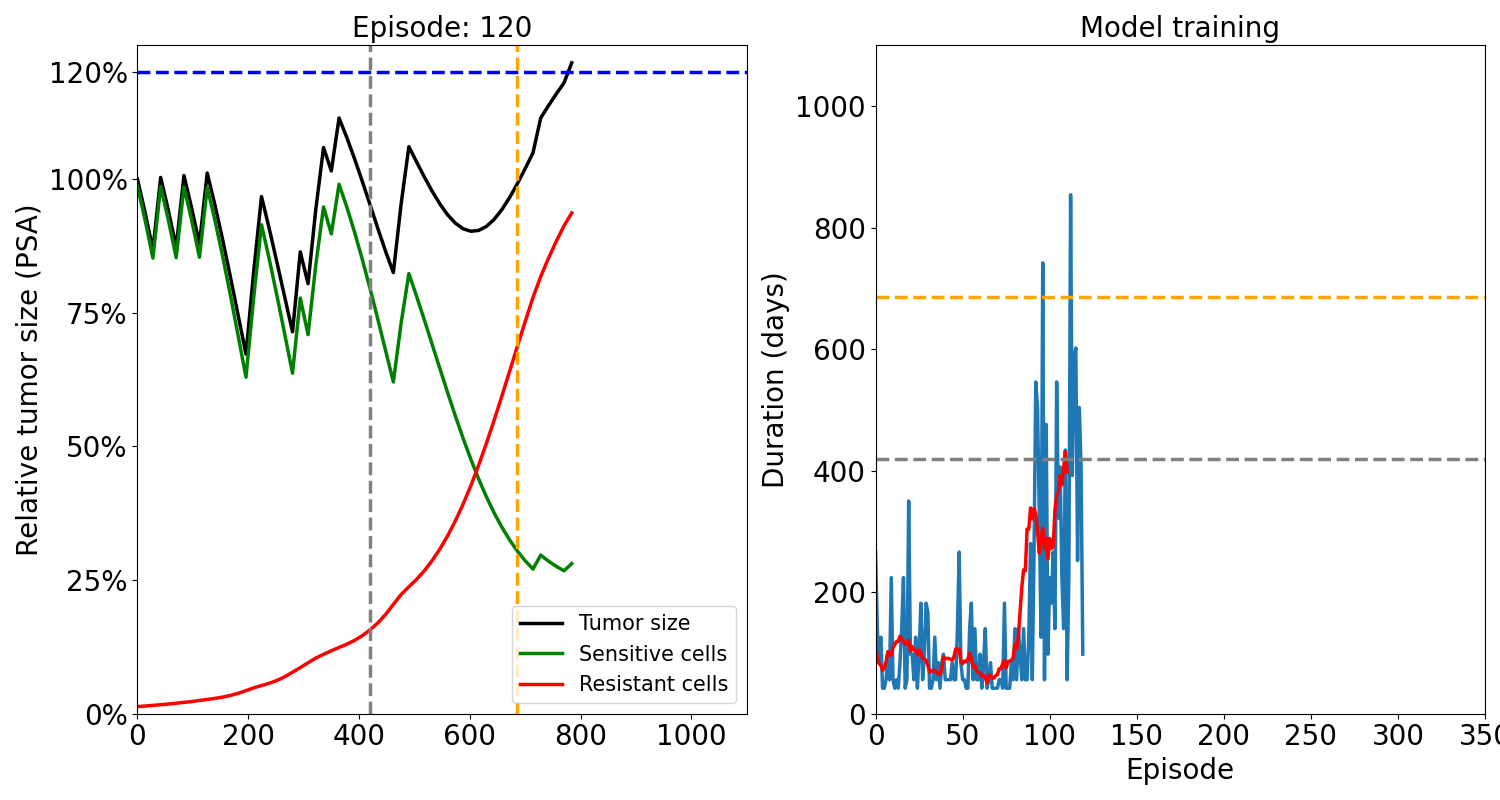 Episode: 120
Relative tumor size (PSA)
120%
100%
75%
50%
25%
0%
0 200 400 600 800 1000
Tumor size
Sensitive cells
Resistant cells
Model training
Duration (days)
1000
800
600
400
200
0
0 50 100 150 200 250 300 350
Episode